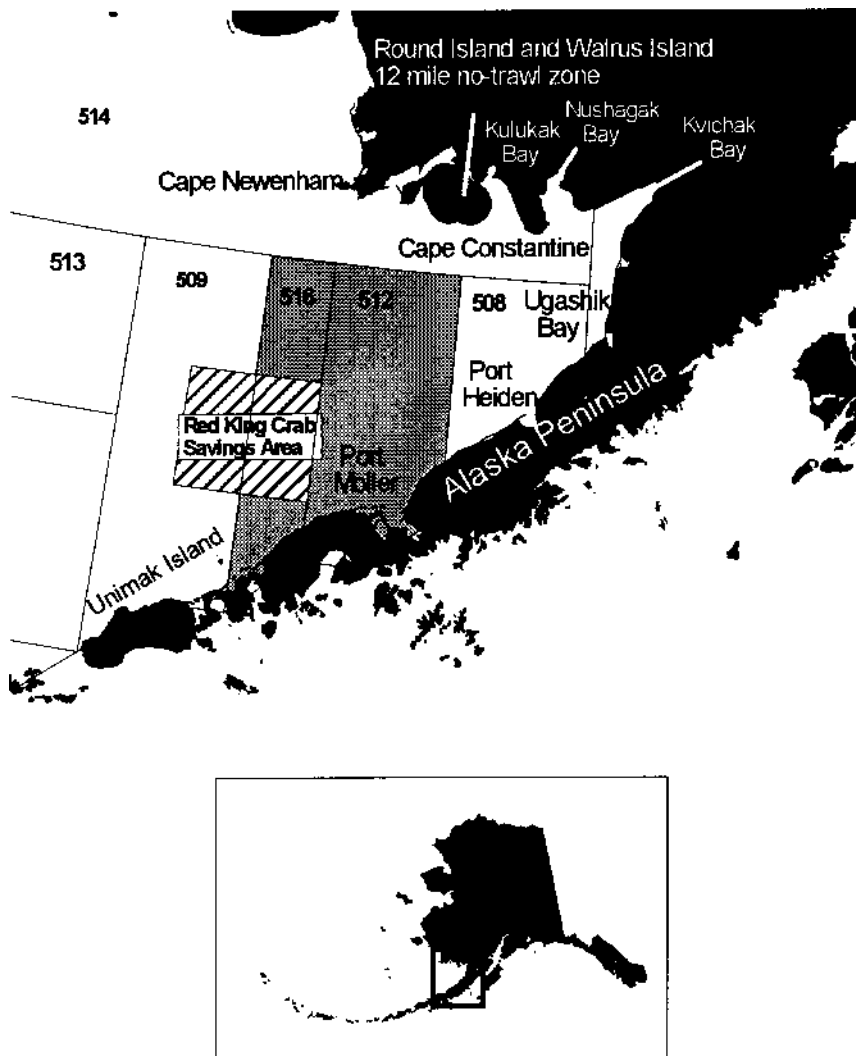 Round Island and Walrus Island
12 mile no-trawl zone
514
Kulukak
Bay
Nushagak
Bay
Kvichak
Bay
Cape Newenham
Cape Constantine
513
509
516
512
508
Ugashik
Bay
Port
Heiden
Red King Crab
Savings Area
Port
Moller
Alaska Peninsula
Unimak Island